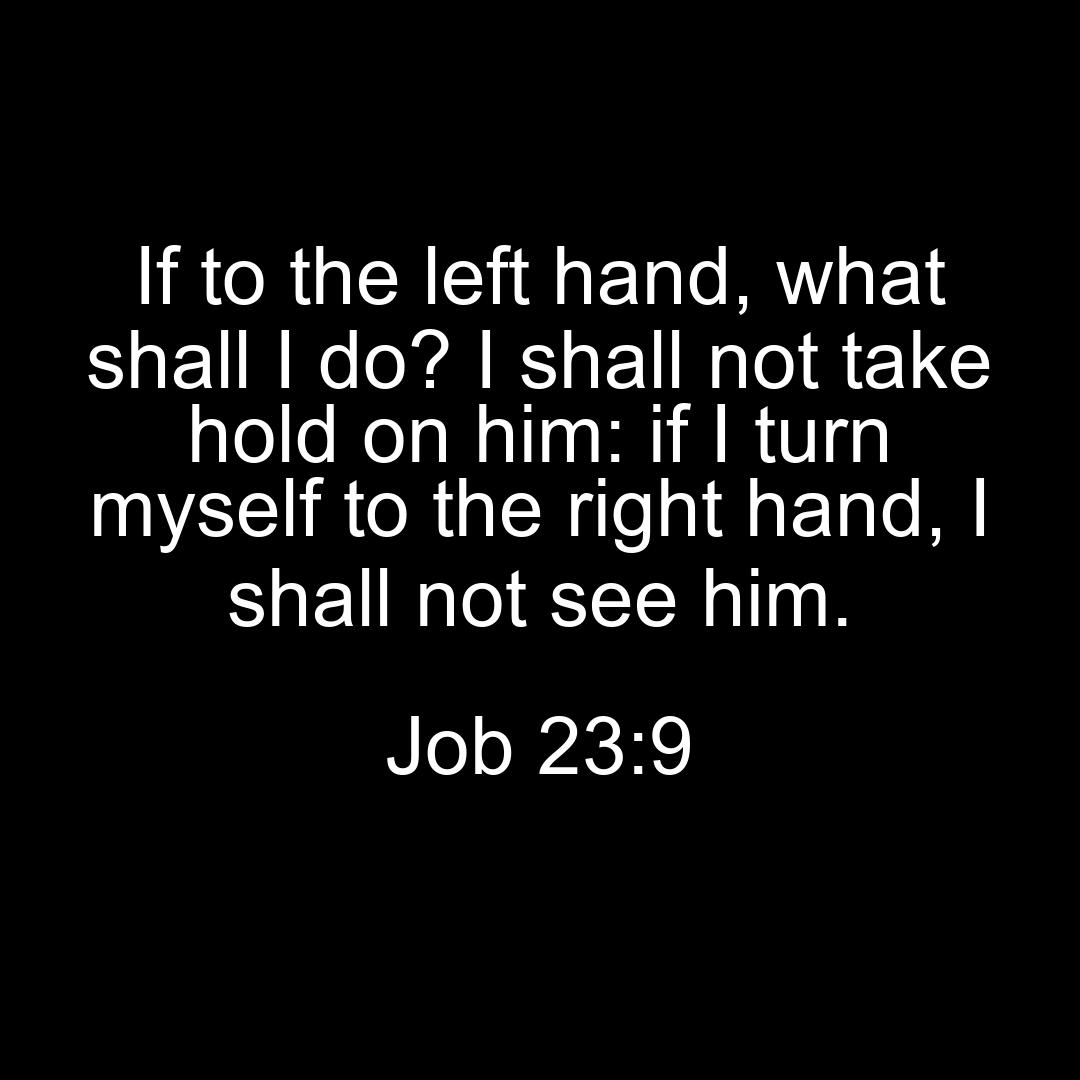 If to the left hand, what
shall I do? I shall not take
hold on him: if I turn
myself to the right hand, I
shall not see him.
Job 23:9